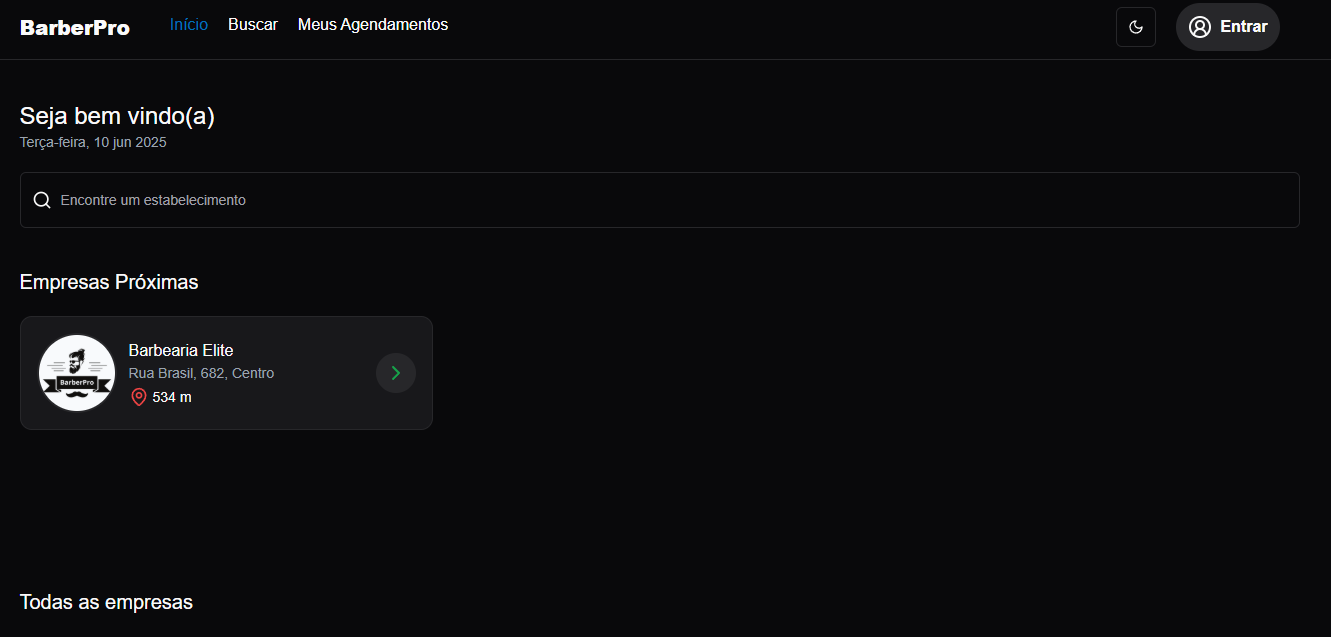 BarberPro Início Buscar Meus Agendamentos Entrar
Seja bem vindo(a)
Terça-feira, 10 jun 2025
Encontre um estabelecimento
Empresas Próximas
BarberPro
Barbearia Elite
Rua Brasil, 682, Centro
534 m
Todas as empresas